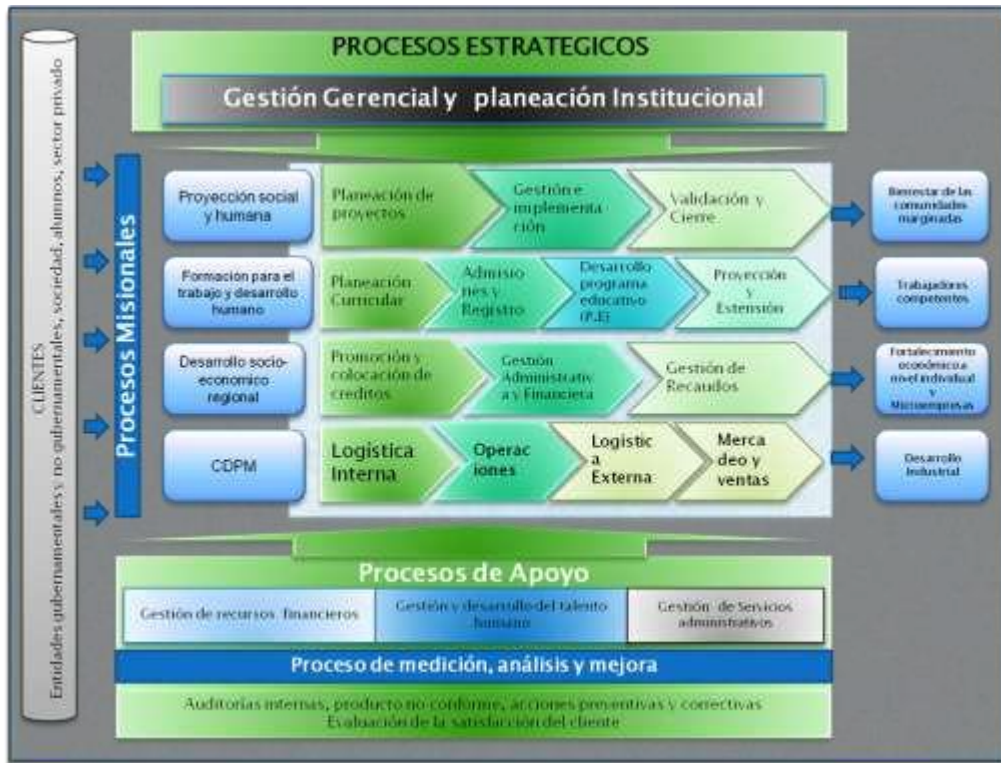 PROCESOS ESTRATEGICOS
Gestión Gerencial y planeación Institucional
CLIENTES
Entidades gubernamentales y no gubernamentales, sociedad, alumnos, sector privado
Procesos Misionales
Proyección social
y humana
Planeación de
proyectos
Gestión e
implementa
ción
Validación y
Cierre
Bienestar de las
comunidades
marginadas
Formación para el
trabajo y desarrollo
humano
Planeación
Curricular
Admisio
nes y
Registro
Desarrollo
programa
educativo
(P.E)
Proyección
y
Extensión
Trabajadores
competentes
Desarrollo socio-
economico
regional
Promoción y
colocación de
creditos
Gestión
Administrativ
a y Financiera
Gestión de
Recaudos
Fortalecimiento
económico a
novel individual
y
Microempresas
CDPM
Logística
Interna
Operac
iones
Logístic
a
Externa
Merca
deo y
ventas
Desarrollo
Industrial
Procesos de Apoyo
Gestión de recursos financieros
Gestión y desarrollo del talento
humano
Gestión de Servicios
administrativos
Proceso de medición, análisis y mejora
Auditorías internas, producto no conforme, acciones preventivas y correctivas
Evaluación de la satisfacción del cliente